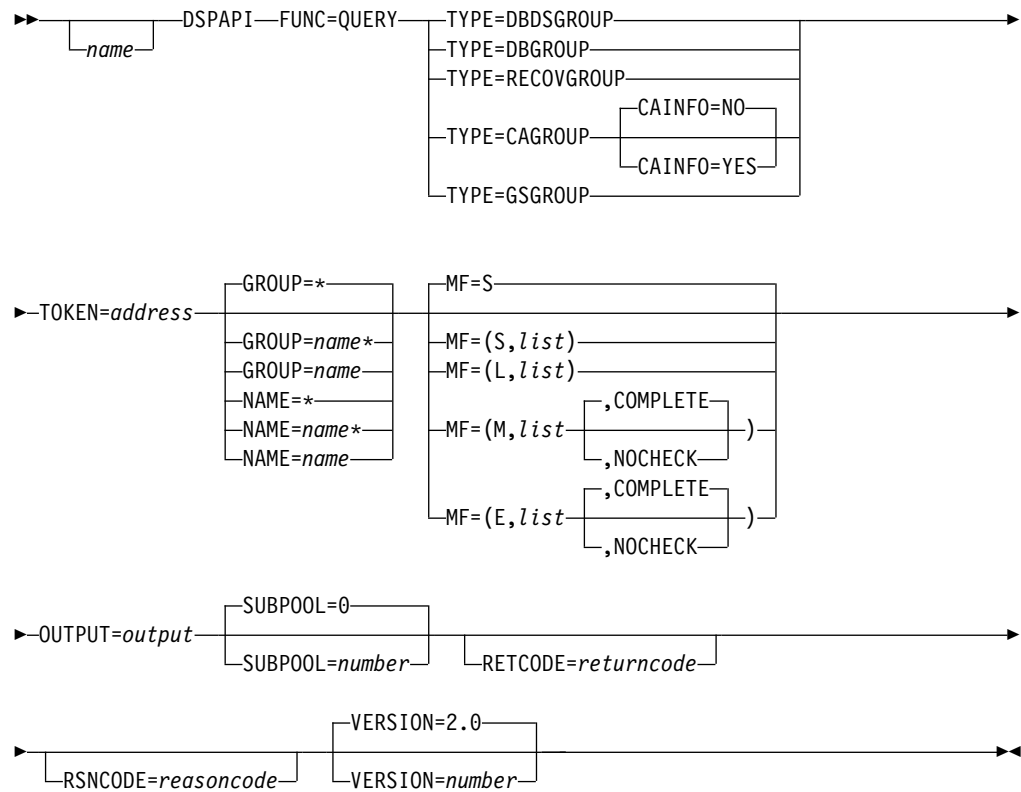 DSPAPI FUNC=QUERY TYPE=DBDSGROUP
name TYPE=DBGROUP
TYPE=RECOVGROUP
CAINFO=NO
TYPE=CAGROUP
CAINFO=YES
TYPE=GSGROUP
GROUP=* MF=S
TOKEN=address
GROUP=name* MF=(S,list)
GROUP=name MF=(L,list)
NAME=* ,COMPLETE
NAME=name* MF=(M,list )
NAME=name ,NOCHECK
,COMPLETE
MF=(E,list )
,NOCHECK
SUBPOOL=0
OUTPUT=output
SUBPOOL=number RETCODE=returncode
VERSION=2.0
RSNCODE=reasoncode VERSION=number